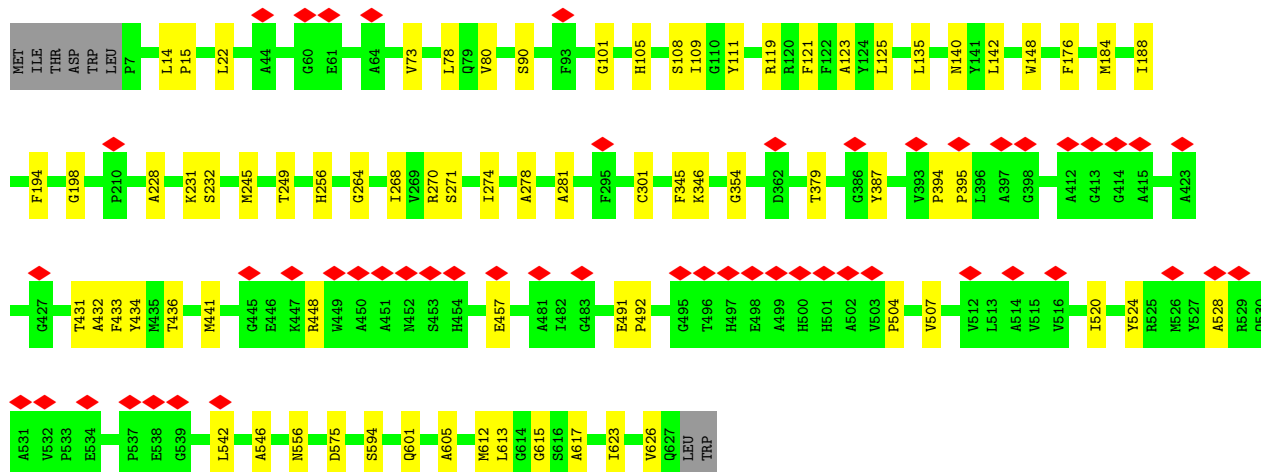 MET ILE THR ASP TRP LEU P7 L14 P15 L22 A44 G60 E61 A64 V73 L78 Q79 V80 S90 F93 G101 H105 S108 I109 G110 Y111 R119 R120 F121 F122 A123 Y124 L125 L135 N140 Y141 L142 W148 F176 M184 I188
F194 G198 P210 A228 K231 S232 M245 T249 H256 G264 I268 V269 R270 S271 I274 A278 A281 F295 C301 F345 K346 G354 D362 T379 G386 Y387 V393 P394 P395 L396 A397 G398 A412 G413 G414 A415 A423
G427 T431 A432 F433 Y434 M435 T436 M441 G445 E446 K447 R448 W449 A450 A451 N452 S453 H454 E457 A481 I482 G483 E491 P492 G495 T496 H497 E498 A499 H500 H501 A502 V503 P504 V507 V512 L513 A514 V515 V516 I520 Y524 R525 M526 Y527 A528 R529 Q530
A531 V532 P533 E534 P537 E538 G539 L542 A546 N556 D575 S594 Q601 A605 M612 L613 G614 G615 S616 A617 I623 V626 Q627 LEU TRP